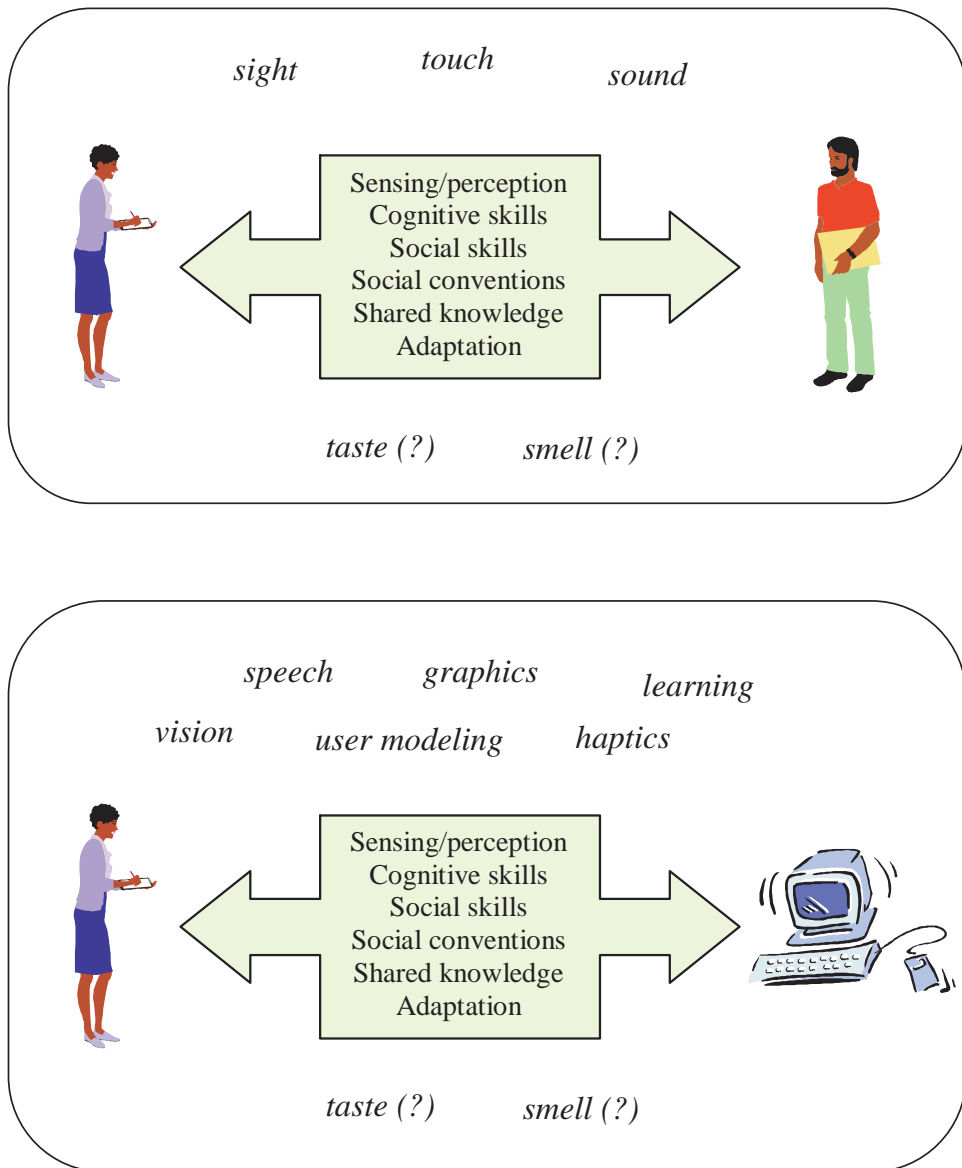 sight touch sound
Sensing/perception
Cognitive skills
Social skills
Social conventions
Shared knowledge
Adaptation
taste (?) smell (?)
speech graphics learning
vision user modeling haptics
Sensing/perception
Cognitive skills
Social skills
Social conventions
Shared knowledge
Adaptation
taste (?) smell (?)